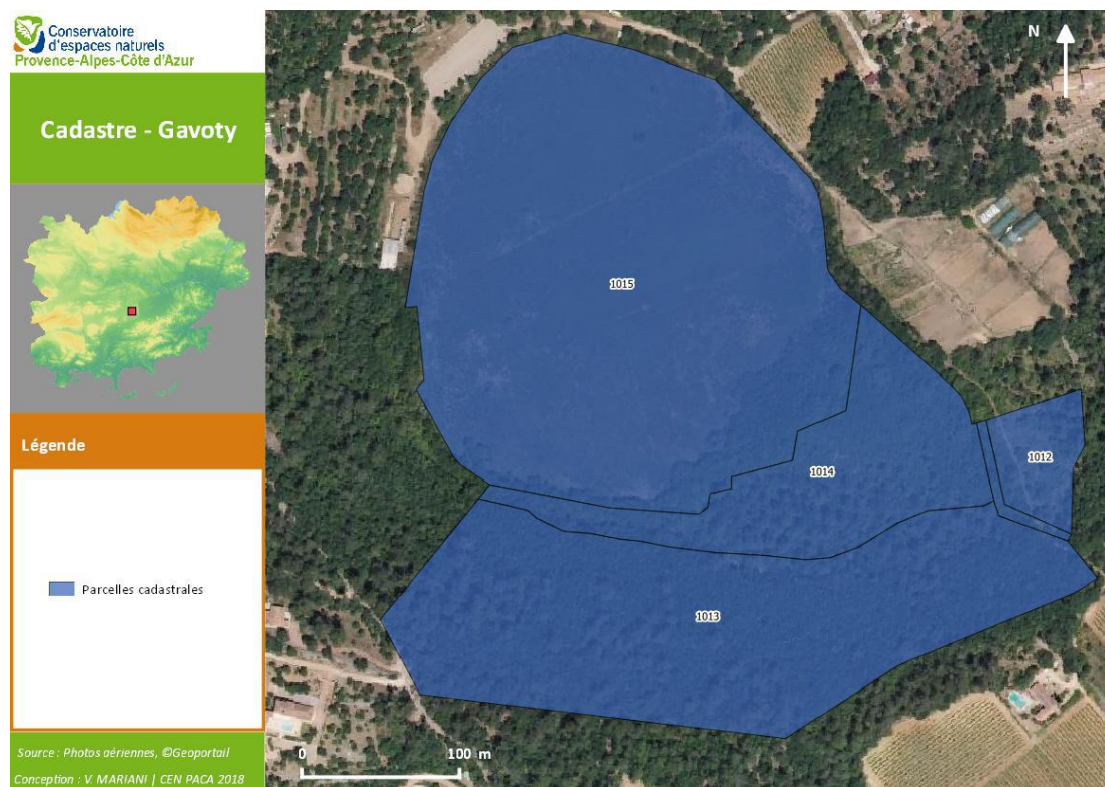 Conservatoire
d'espaces naturels
Provence-Alpes-Côte d'Azur
Cadastre - Gavoty
Légende
Parcelles cadastrales
Source : Photos aériennes, ©Geoportail
Conception : V. MARIANI | CEN PACA 2018
N
1015
1012
1014
1013
0 100 m